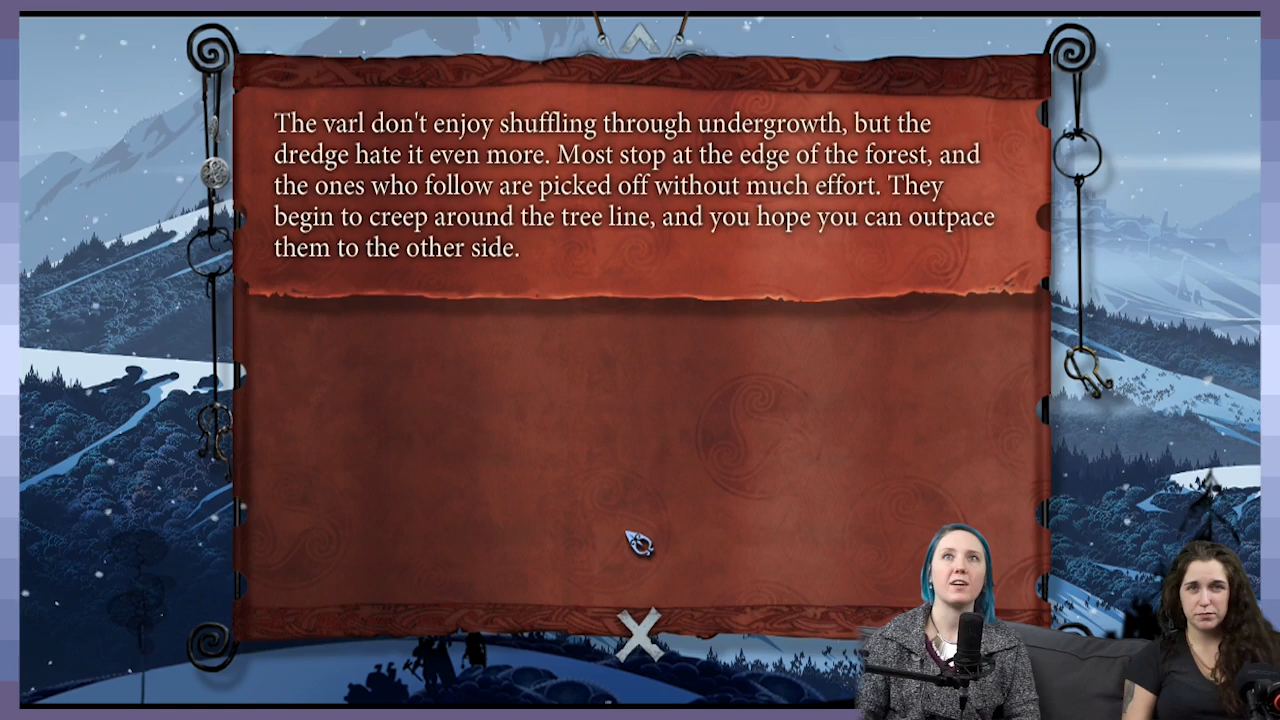 The varl don't enjoy shuffling through undergrowth, but the
dredge hate it even more. Most stop at the edge of the forest, and
the ones who follow are picked off without much effort. They
begin to creep around the tree line, and you hope you can outpace
them to the other side.